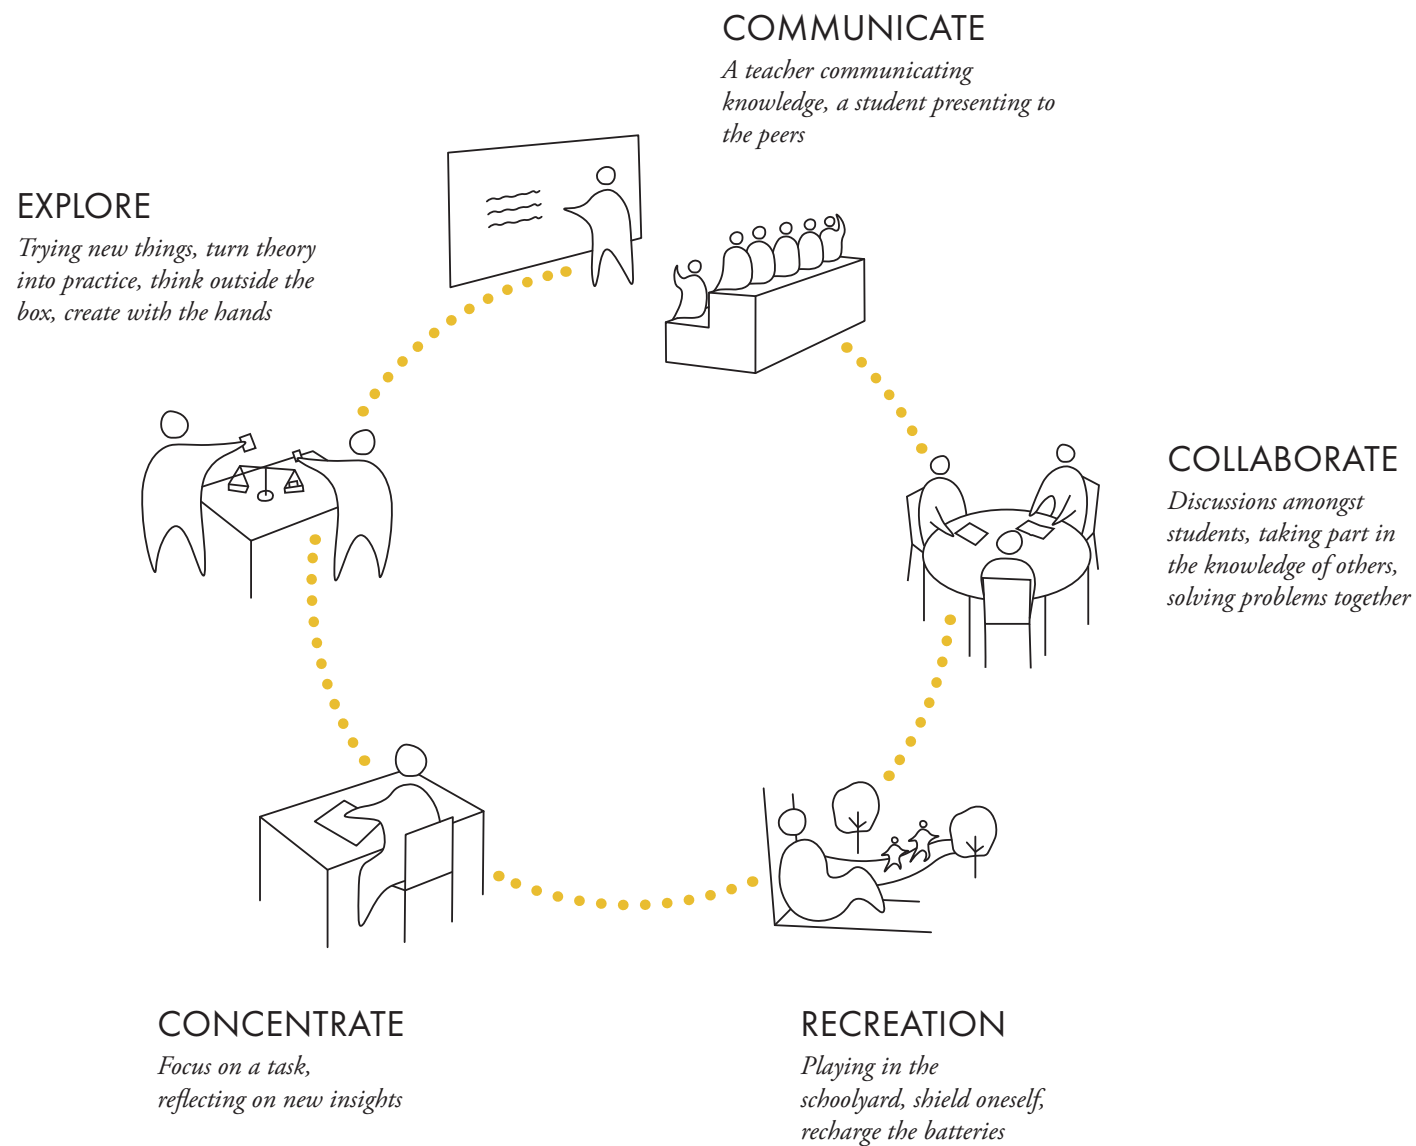 COMMUNICATE
A teacher communicating
knowledge, a student presenting to
the peers
EXPLORE
Trying new things, turn theory
into practice, think outside the
box, create with the hands
COLLABORATE
Discussions amongst
students, taking part in
the knowledge of others,
solving problems together
CONCENTRATE
Focus on a task,
reflecting on new insights
RECREATION
Playing in the
schoolyard, shield oneself,
recharge the batteries